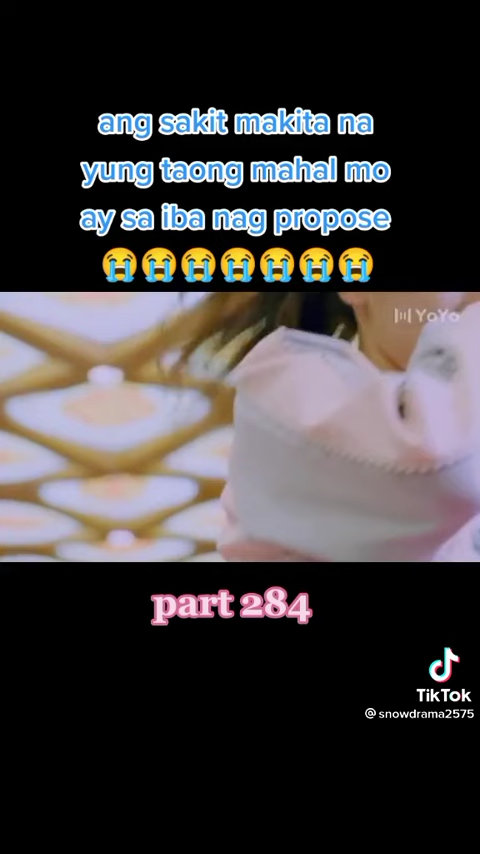 ang sakit makita na
yung taong mahal mo
ay sa iba nag propose
😭😭😭😭😭😭😭
YoYo
part 284
TikTok
@snowdrama2575